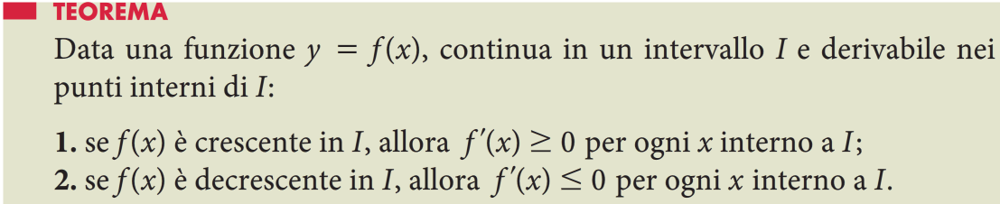 TEOREMA
Data una funzione y = f(x), continua in un intervallo I e derivabile nei
punti interni di I:
1. se f(x) è crescente in I, allora f′(x) ≥ 0 per ogni x interno a I;
2. se f(x) è decrescente in I, allora f′(x) ≤ 0 per ogni x interno a I.